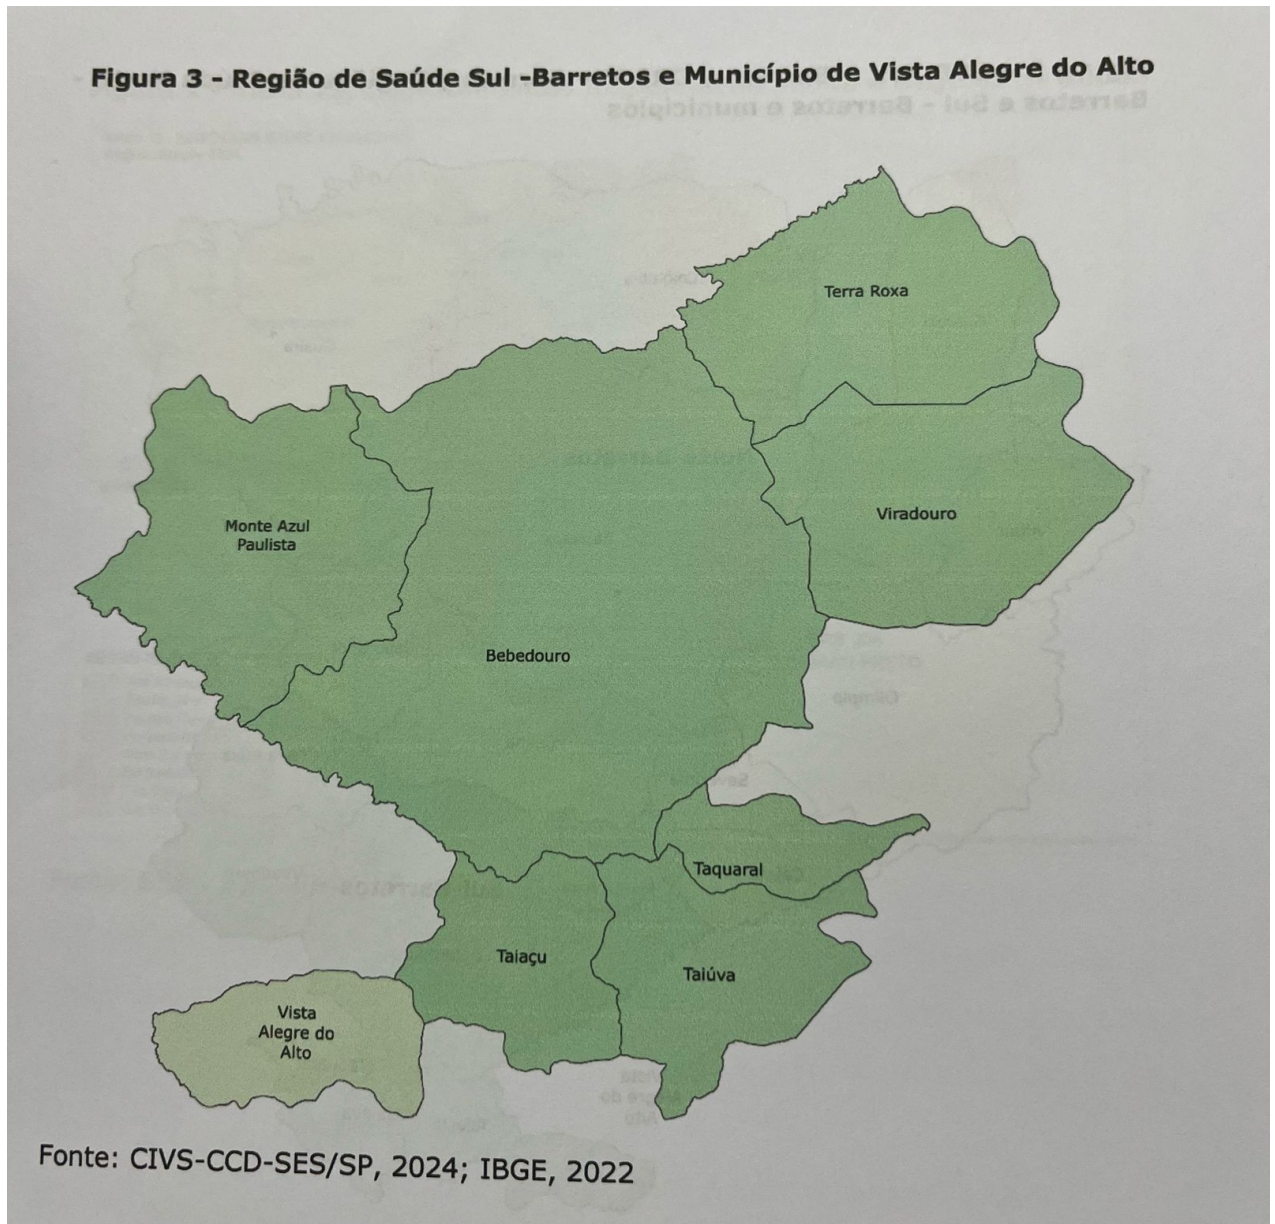 Figura 3 - Região de Saúde Sul -Barretos e Município de Vista Alegre do Alto
Terra Roxa
Viradouro
Monte Azul
Paulista
Bebedouro
Taquaral
Taiaçu
Taiúva
Vista
Alegre do
Alto
Fonte: CIVS-CCD-SES/SP, 2024; IBGE, 2022